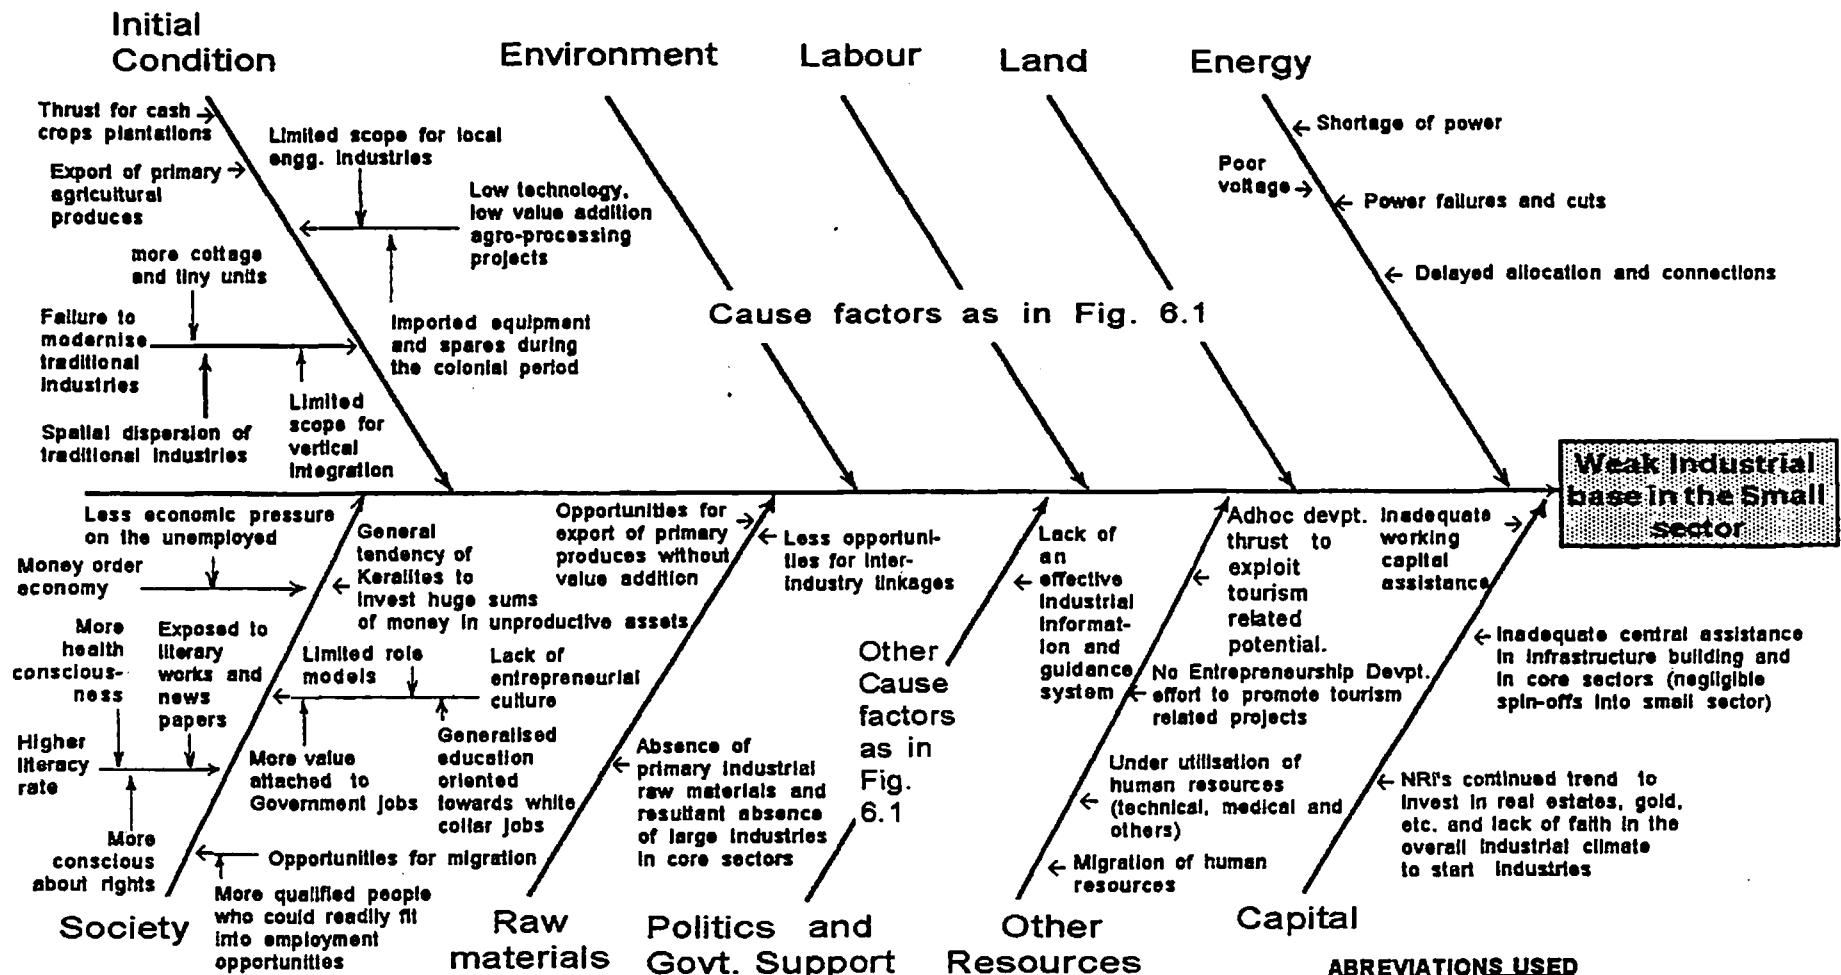 Initial
Condition
Environment
Labour
Land
Energy
Thrust for cash
crops plantations
Export of primary
agricultural
produces
Limited scope for local
engg. industries
Low technology,
low value addition
agro-processing
projects
Imported equipment
and spares during
the colonial period
more cottage
and tiny units
Failure to
modernise
traditional
industries
Spatial dispersion of
traditional industries
Limited
scope for
vertical
integration
Cause factors as in Fig. 6.1
Shortage of power
Poor
voltage
Power failures and cuts
Delayed allocation and connections
Weak Industrial
base in the Small
sector
Less economic pressure
on the unemployed
Money order
economy
General
tendency of
Keralites to
invest huge sums
of money in unproductive assets
More
health
conscious-
ness
Exposed to
literary
works and
news
papers
Higher
literacy
rate
More
conscious
about rights
Limited role
models
Lack of
entrepreneurial
culture
More value
attached to
Government jobs
Generalised
education
oriented
towards white
collar jobs
Opportunities for migration
More qualified people
who could readily fit
into employment
opportunities
Society
Opportunities for
export of primary
produces without
value addition
Less opportuni-
ties for inter-
industry linkages
Absence of
primary industrial
raw materials and
resultant absence
of large industries
in core sectors
Raw
materials
Other
Cause
factors
as in
Fig.
6.1
Politics and
Govt. Support
Lack of
an
effective
industrial
informat-
ion and
guidance
system
Adhoc devpt.
thrust to
exploit
tourism
related
potential.
No Entrepreneurship Devpt.
effort to promote tourism
related projects
Under utilisation of
human resources
(technical, medical and
others)
Migration of human
resources
Other
Resources
Inadequate
working
capital
assistance
Inadequate central assistance
in infrastructure building and
in core sectors (negligible
spin-offs into small sector)
NRI's continued trend to
invest in real estates, gold,
etc. and lack of faith in the
overall industrial climate
to start industries
Capital
ABREVIATIONS USED